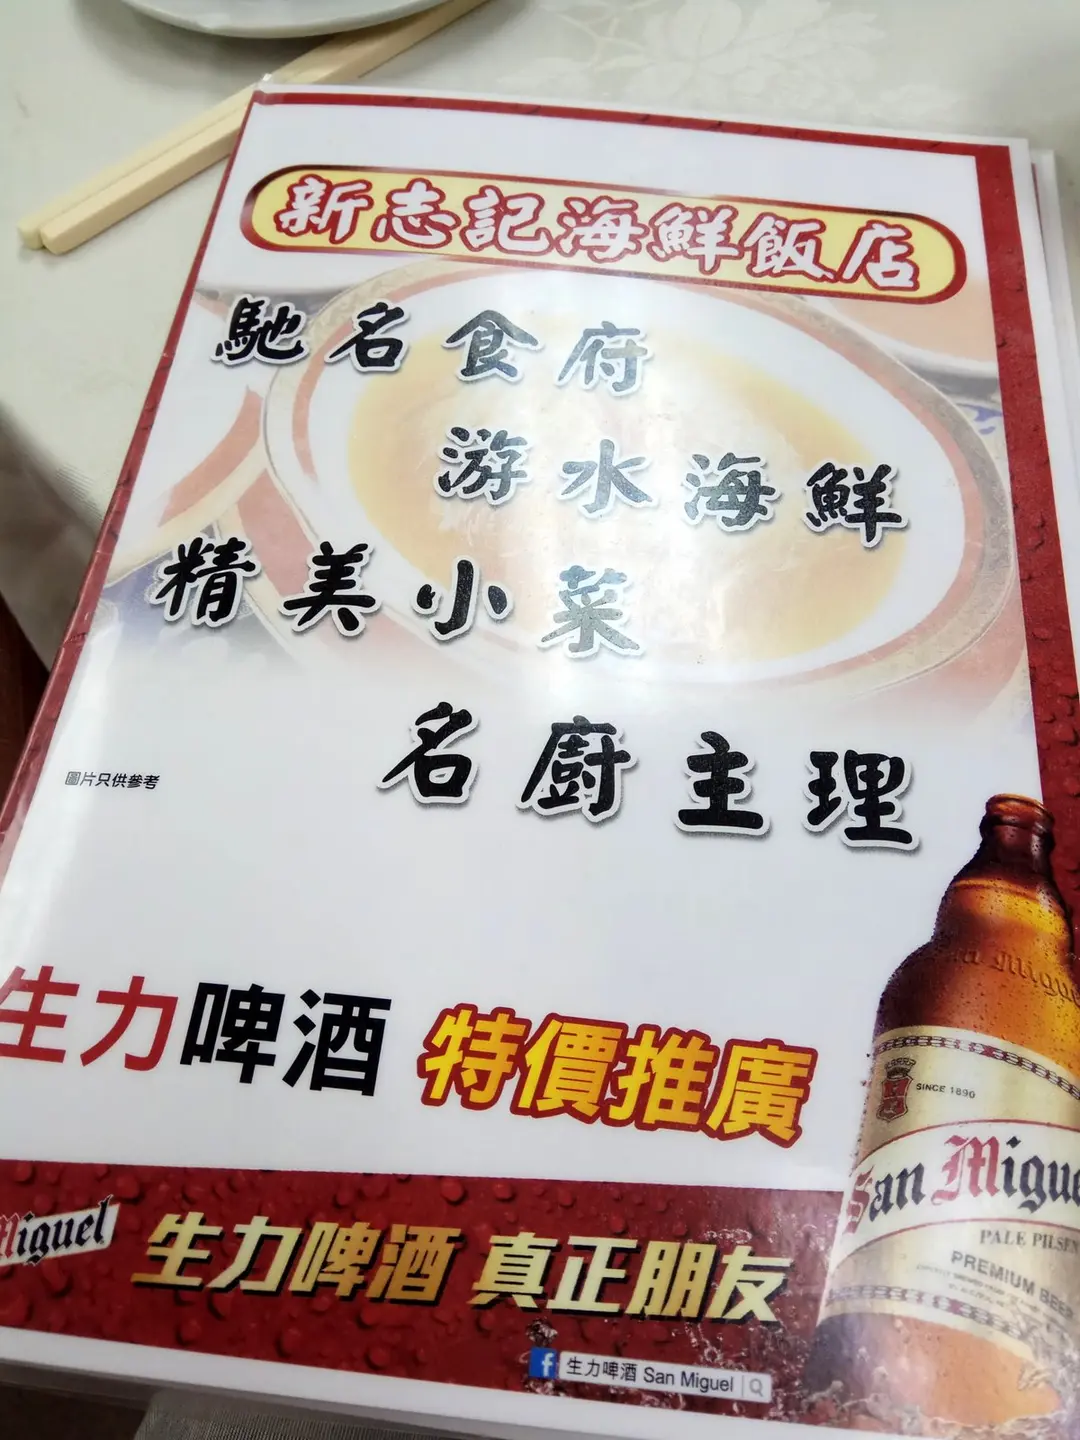 新志記海鮮飯店
馳名食府
游水海鮮
精美小菜
名廚主理
圖片只供參考
生力啤酒 特價推廣
San Miguel
SINCE 1890
San Miguel
PALE PILSEN
PREMIUM BEER
Miguel
生力啤酒 真正朋友
f 生力啤酒 San Miguel